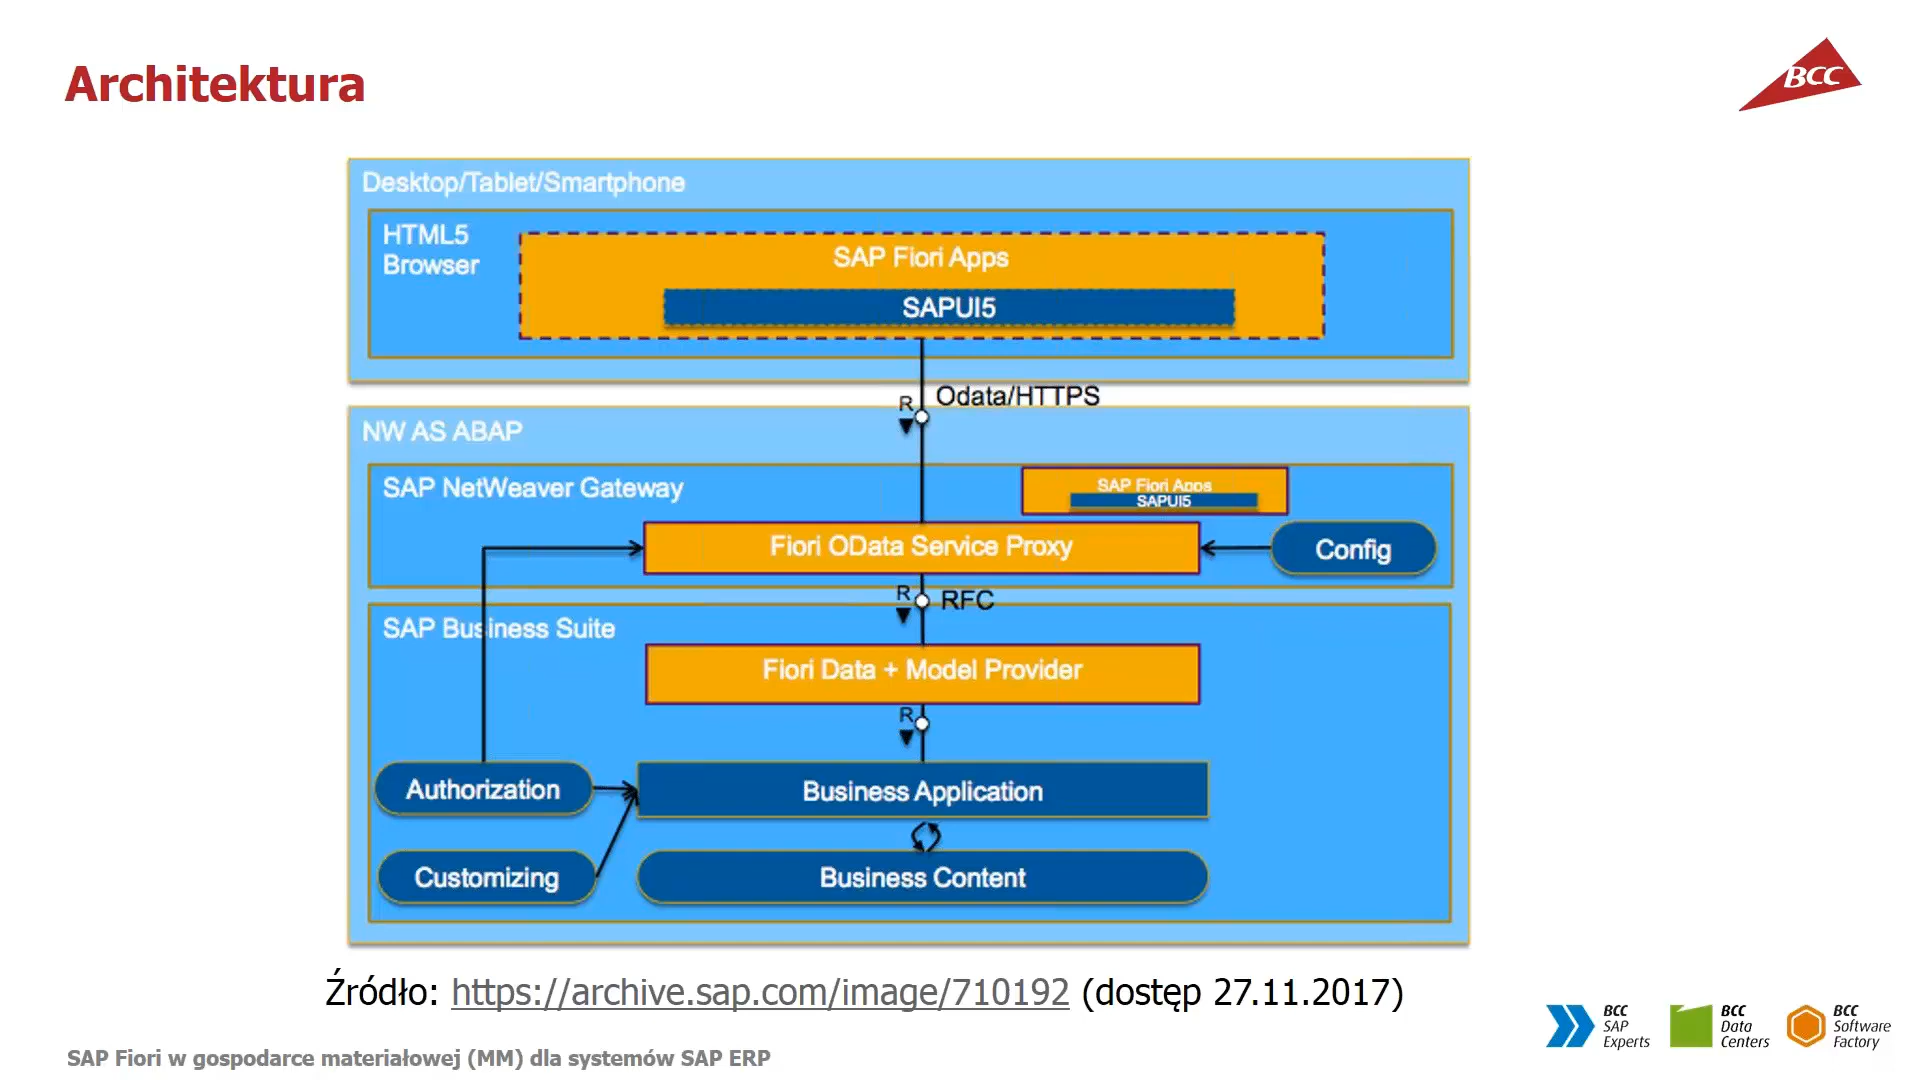 Architektura
BCC
Desktop/Tablet/Smartphone
HTML5
Browser
SAP Fiori Apps
SAPUI5
R
Odata/HTTPS
NW AS ABAP
SAP NetWeaver Gateway
SAP Fiori Apps
SAPUI5
Fiori OData Service Proxy
Config
R
RFC
SAP Business Suite
Fiori Data + Model Provider
R
Authorization
Business Application
Customizing
Business Content
Źródło: https://archive.sap.com/image/710192 (dostęp 27.11.2017)
BCC
SAP
Experts
BCC
Data
Centers
BCC
Software
Factory
SAP Fiori w gospodarce materiałowej (MM) dla systemów SAP ERP